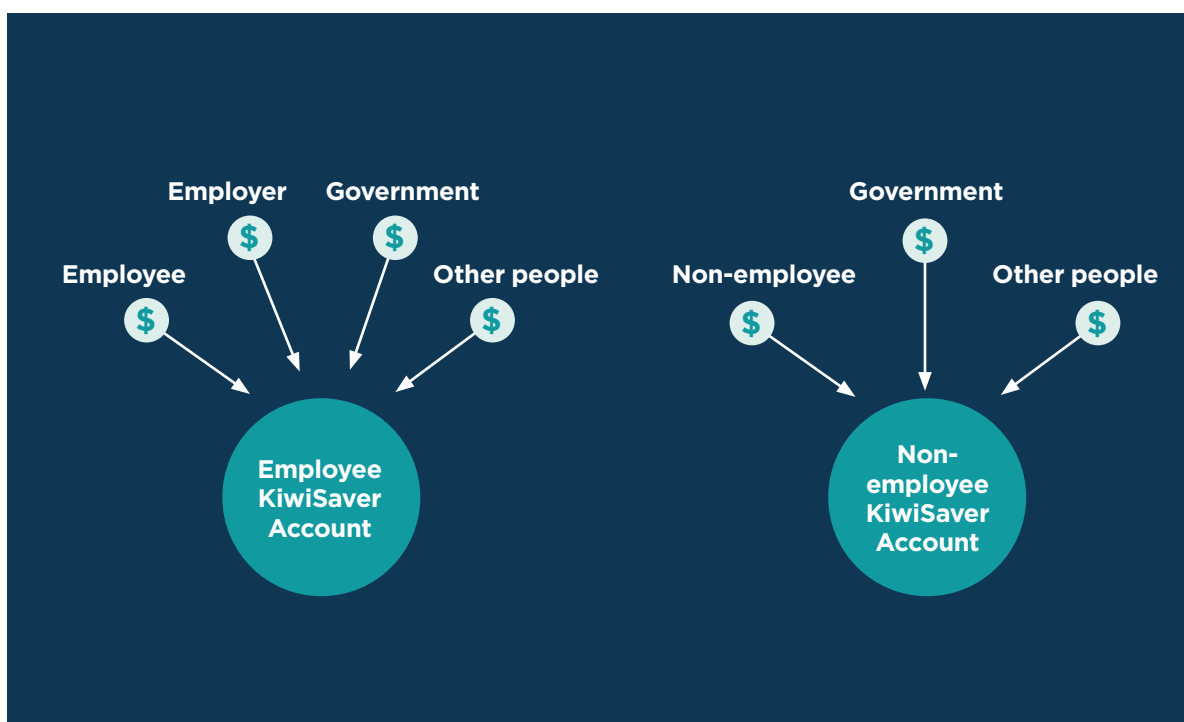 Employer
Government
$
$
Employee
Other people
$
$
Employee
KiwiSaver
Account
Government
$
Non-employee
Other people
$
$
Non-
employee
KiwiSaver
Account